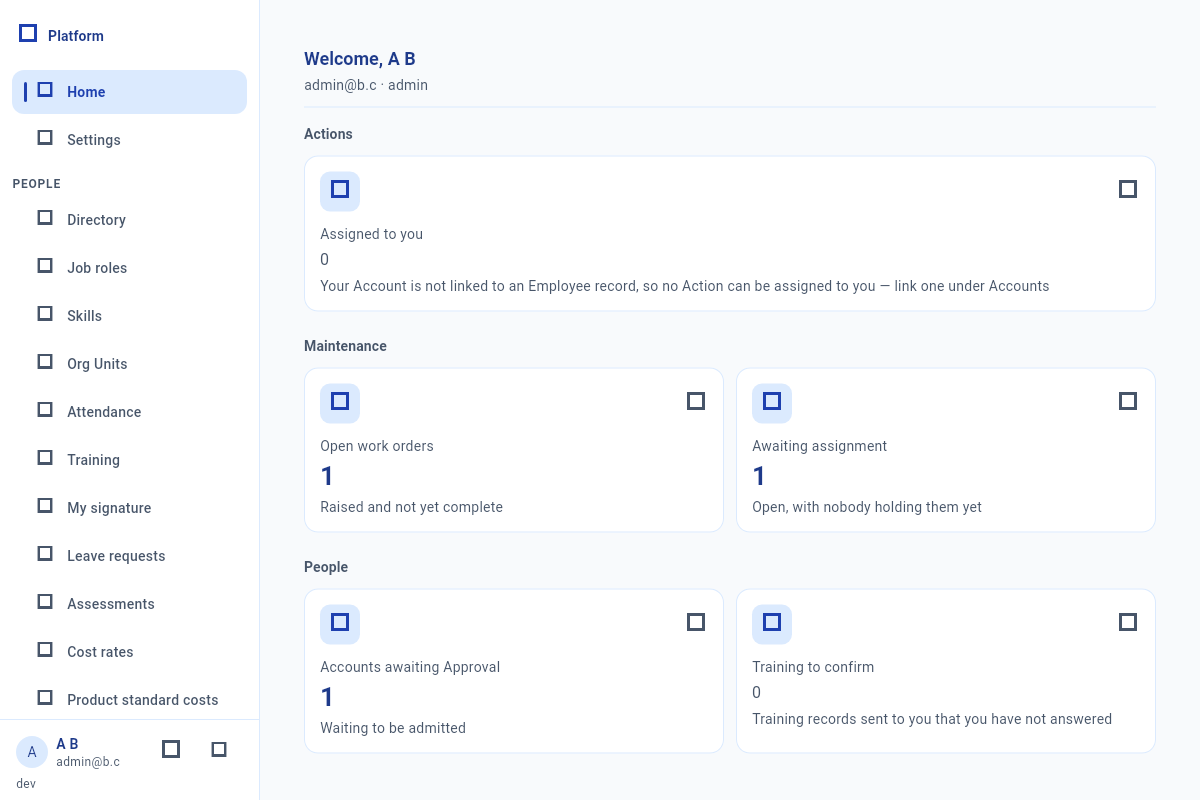 Platform
Home
Settings
PEOPLE
Directory
Job roles
Skills
Org Units
Attendance
Training
My signature
Leave requests
Assessments
Cost rates
Product standard costs
A
A B
admin@b.c
dev
Welcome, A B
admin@b.c · admin
Actions
Assigned to you
0
Your Account is not linked to an Employee record, so no Action can be assigned to you — link one under Accounts
Maintenance
Open work orders
1
Raised and not yet complete
Awaiting assignment
1
Open, with nobody holding them yet
People
Accounts awaiting Approval
1
Waiting to be admitted
Training to confirm
0
Training records sent to you that you have not answered